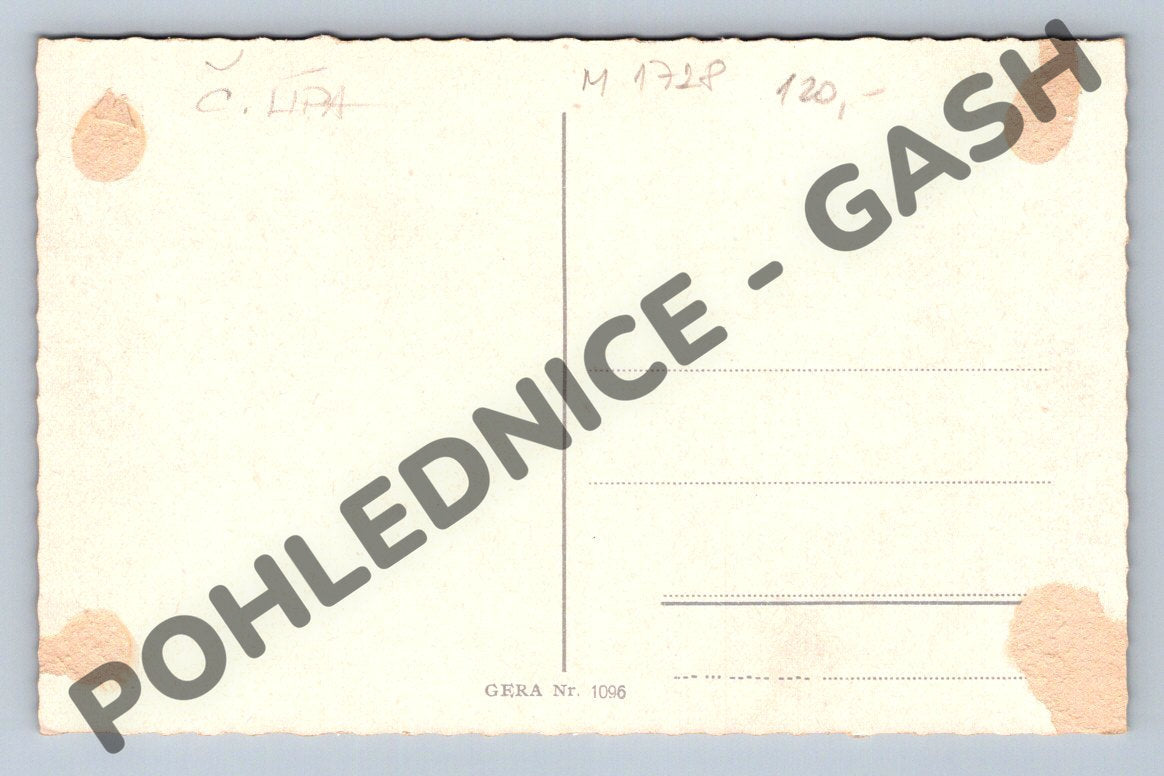 Č. LÍPA
M 1728 120,-
POHLEDNICE - GASH
GERA Nr. 1096